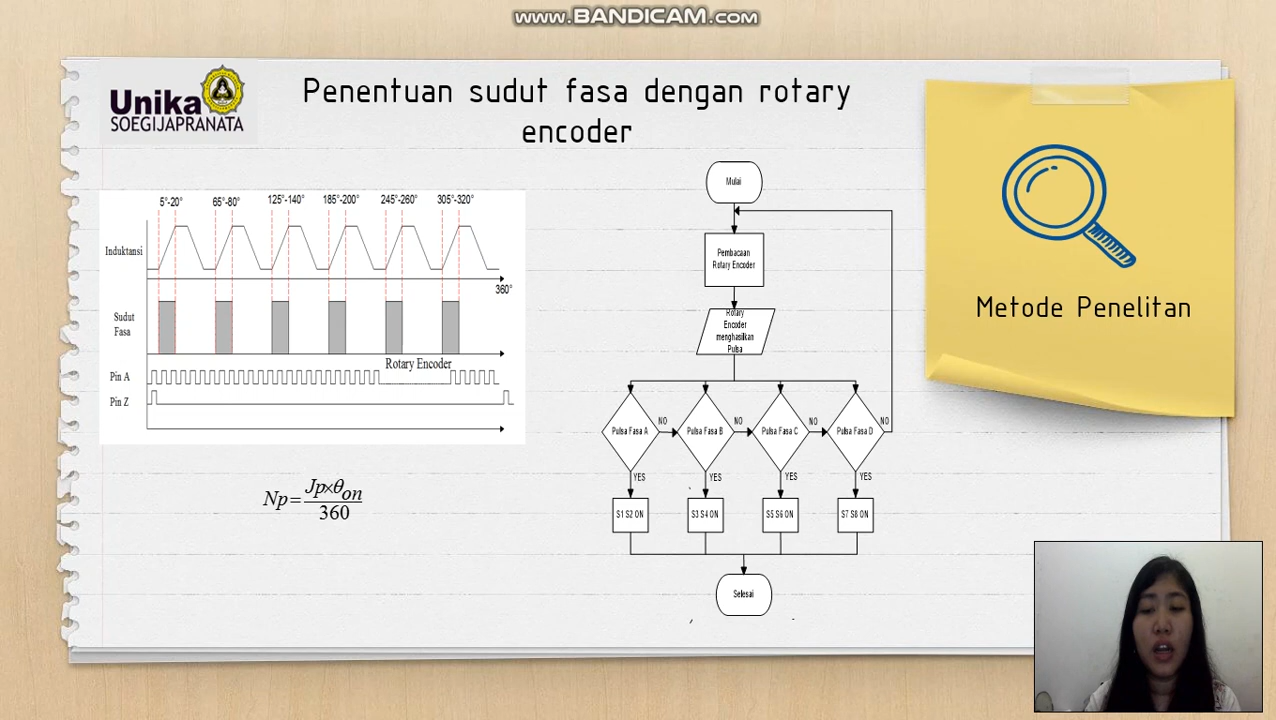 www.BANDICAM.com
Unika
SOEGIJAPRANATA
Penentuan sudut fasa dengan rotary
encoder
5°-20° 65°-80° 125°-140° 185°-200° 245°-260° 305°-320°
Induktansi
360°
Sudut
Fasa
Rotary Encoder
Pin A
Pin Z
Np = Jp×θon
360
Mulai
Pembacaan
Rotary Encoder
Rotary
Encoder
menghasilkan
Pulsa
Pulsa Fasa A NO Pulsa Fasa B NO Pulsa Fasa C NO Pulsa Fasa D NO
YES YES YES YES
S1 S2 ON S3 S4 ON S5 S6 ON S7 S8 ON
Selesai
Metode Penelitan